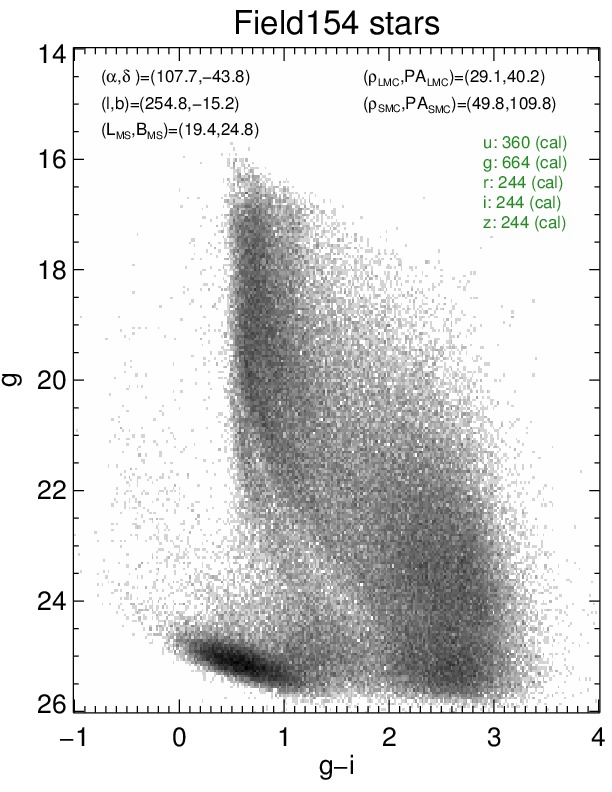 Field154 stars
(α,δ )=(107.7,−43.8)
(ρLMC,PALMC)=(29.1,40.2)
(l,b)=(254.8,−15.2)
(ρSMC,PASMC)=(49.8,109.8)
(LMS,BMS)=(19.4,24.8)
u: 360 (cal)
g: 664 (cal)
r: 244 (cal)
i: 244 (cal)
z: 244 (cal)
14
16
18
20
22
24
26
g
−1 0 1 2 3 4
g−i